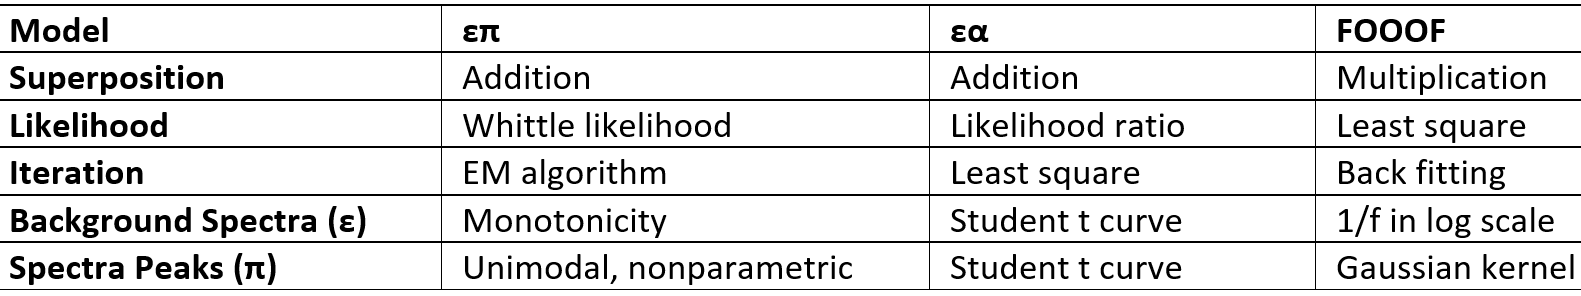 Model επ εα FOOOF
Superposition Addition Addition Multiplication
Likelihood Whittle likelihood Likelihood ratio Least square
Iteration EM algorithm Least square Back fitting
Background Spectra (ε) Monotonicity Student t curve 1/f in log scale
Spectra Peaks (π) Unimodal, nonparametric Student t curve Gaussian kernel